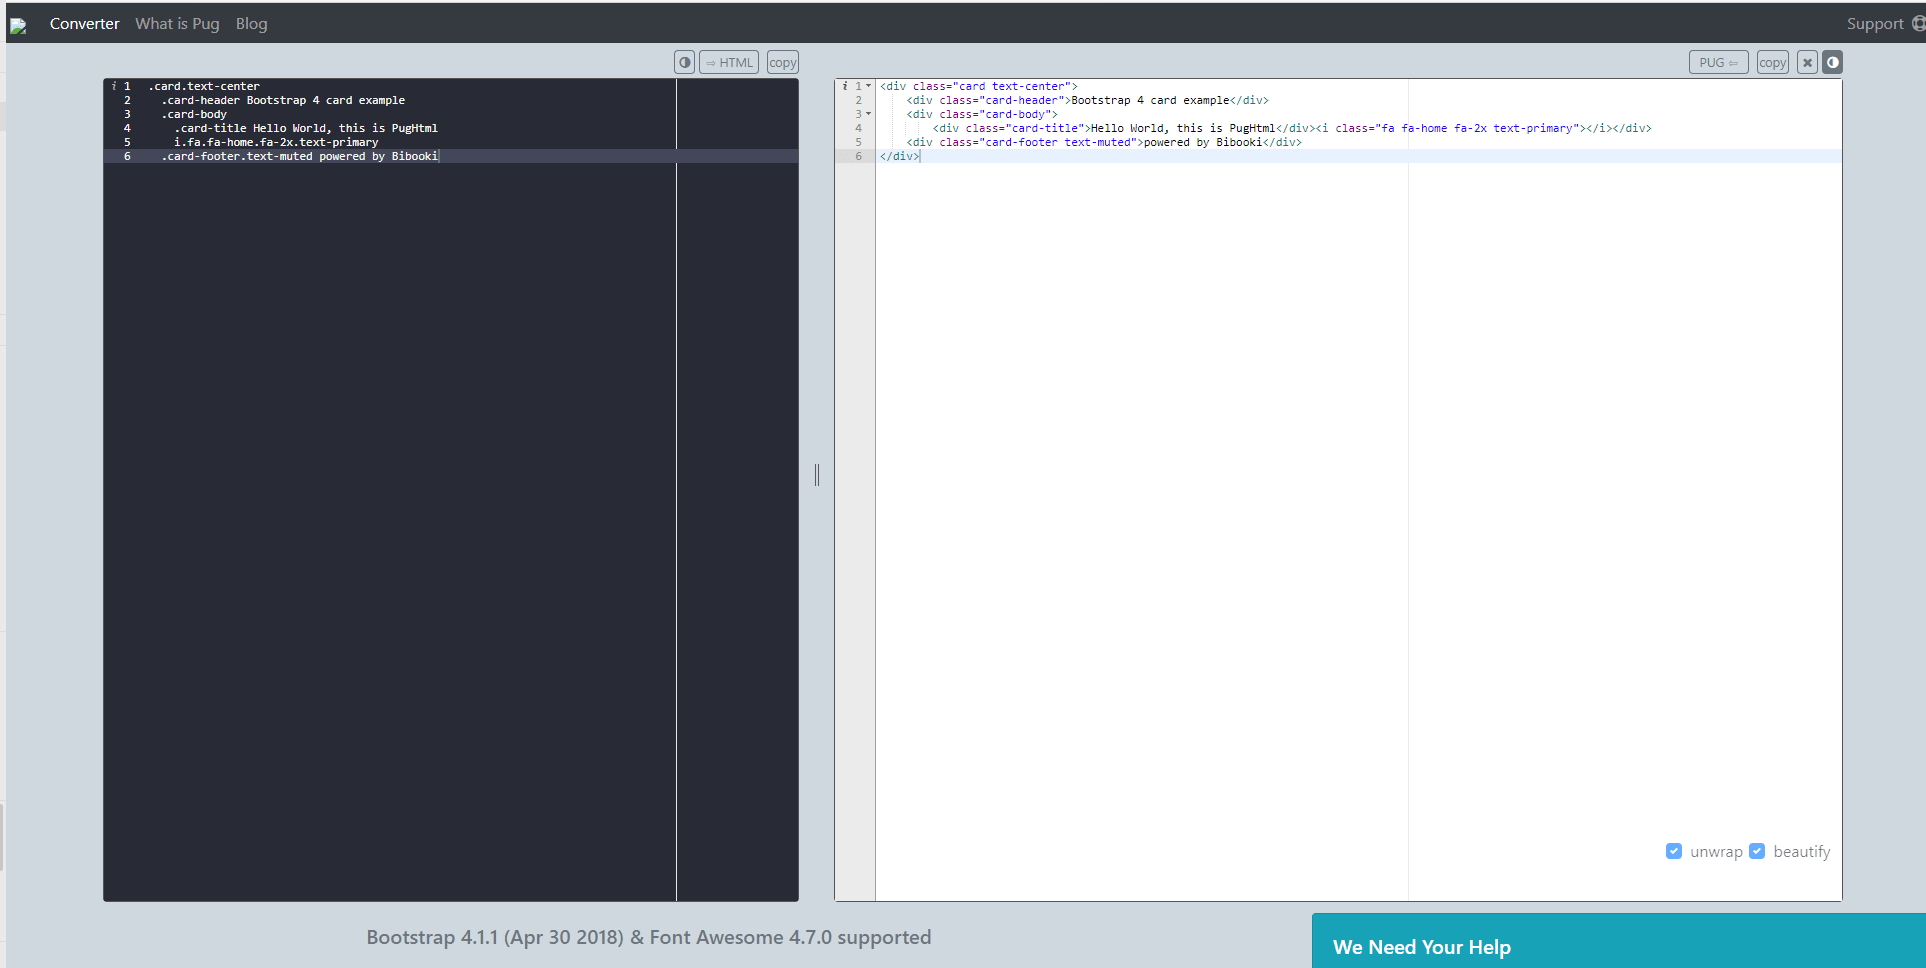 Converter What is Pug Blog Support
⇨ HTML copy
PUG ⇦ copy
i 1 .card.text-center
2 .card-header Bootstrap 4 card example
3 .card-body
4 .card-title Hello World, this is PugHtml
5 i.fa.fa-home.fa-2x.text-primary
6 .card-footer.text-muted powered by Bibooki
i 1 <div class="card text-center">
2 <div class="card-header">Bootstrap 4 card example</div>
3 <div class="card-body">
4 <div class="card-title">Hello World, this is PugHtml</div><i class="fa fa-home fa-2x text-primary"></i></div>
5 <div class="card-footer text-muted">powered by Bibooki</div>
6 </div>
unwrap beautify
Bootstrap 4.1.1 (Apr 30 2018) & Font Awesome 4.7.0 supported
We Need Your Help